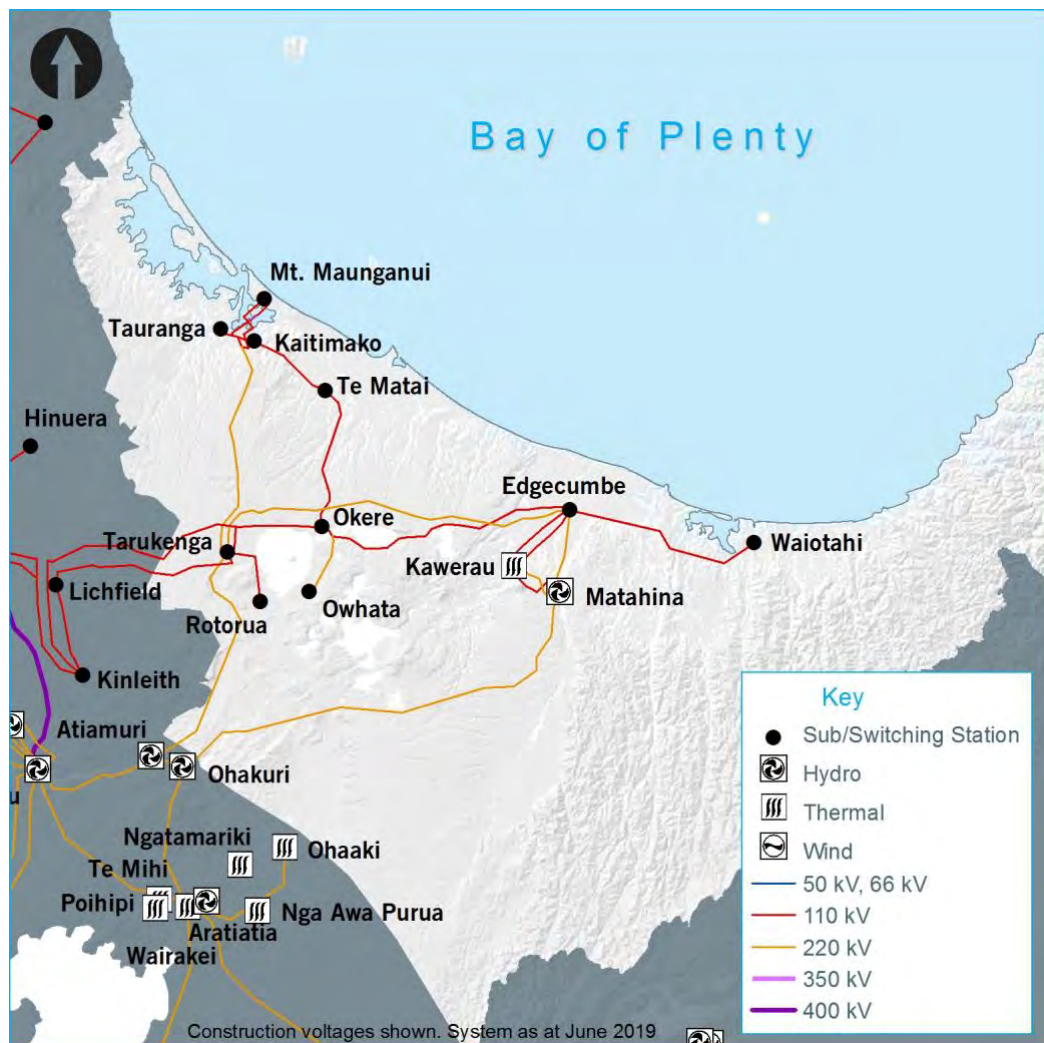 Bay of Plenty
Mt. Maunganui
Tauranga
Kaitimako
Te Matai
Hinuera
Edgecumbe
Okere
Tarukenga
Waiotahi
Kawerau
Lichfield
Matahina
Owhata
Rotorua
Kinleith
Atiamuri
Ohakuri
u
Ngatamariki
Ohaaki
Te Mihi
Poihipi
Nga Awa Purua
Aratiatia
Wairakei
Key
Sub/Switching Station
Hydro
Thermal
Wind
50 kV, 66 kV
110 kV
220 kV
350 kV
400 kV
Construction voltages shown. System as at June 2019